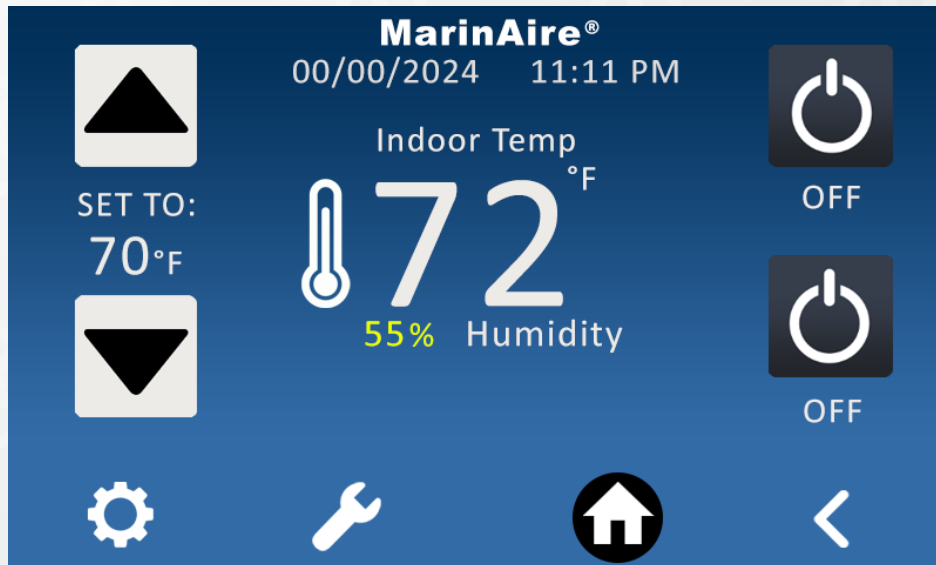 MarinAire®
00/00/2024 11:11 PM
Indoor Temp
72°F
55% Humidity
SET TO:
70°F
OFF
OFF